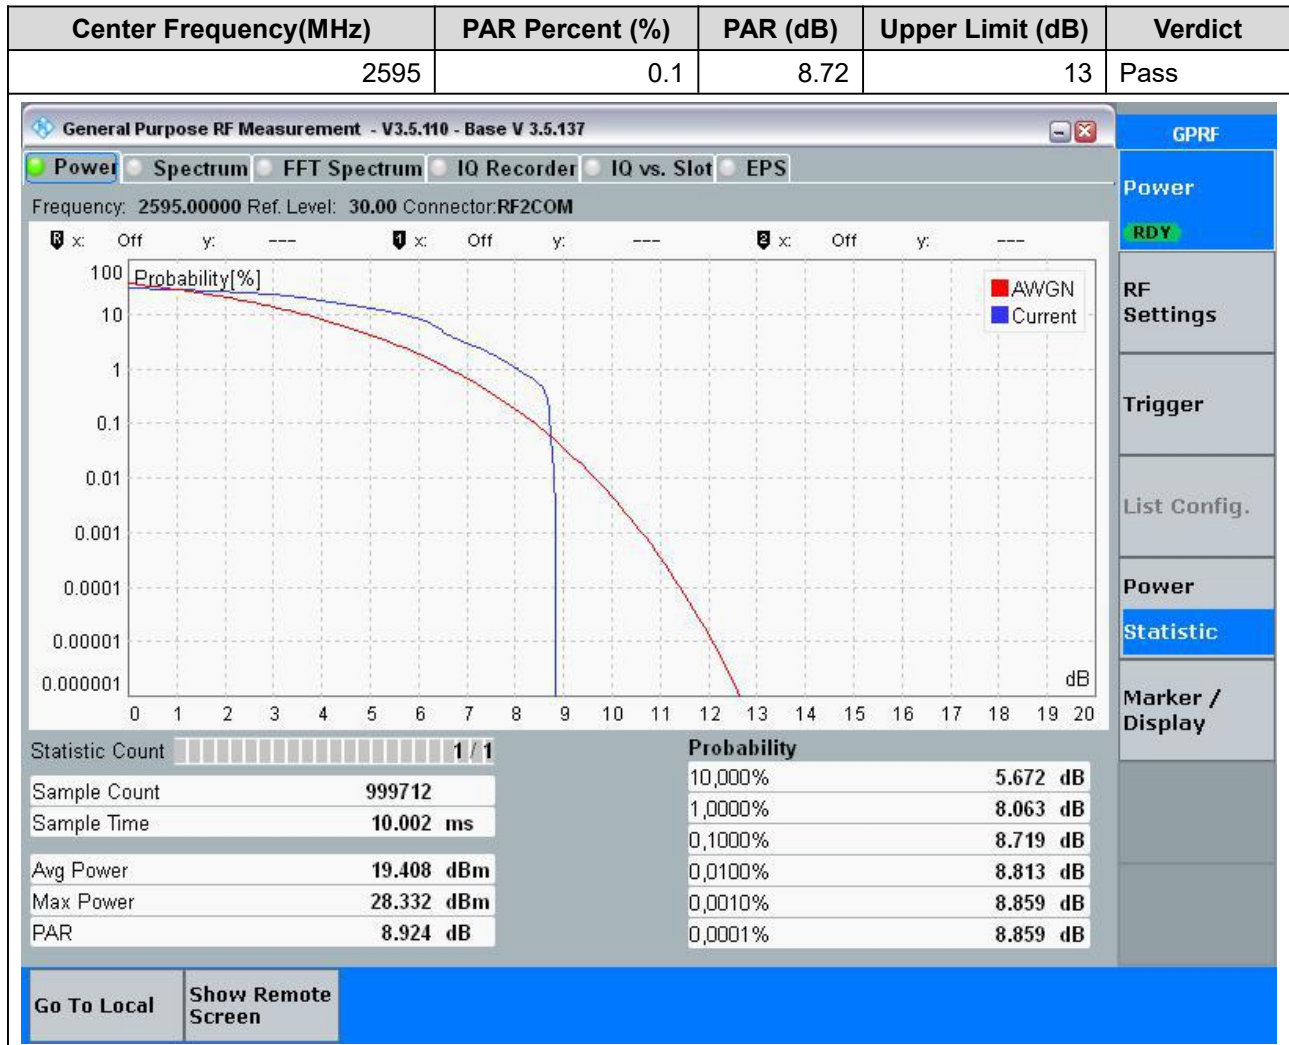 Center Frequency(MHz) PAR Percent (%) PAR (dB) Upper Limit (dB) Verdict
2595 0.1 8.72 13 Pass
General Purpose RF Measurement - V3.5.110 - Base V 3.5.137
GPRF
Power Spectrum FFT Spectrum IQ Recorder IQ vs. Slot EPS
Power
RDY
Frequency: 2595.00000 Ref. Level: 30.00 Connector:RF2COM
R x: Off y: --- 1 x: Off y: --- 2 x: Off y: ---
Probability[%]
AWGN
Current
100
10
1
0.1
0.01
0.001
0.0001
0.00001
0.000001
dB
0 1 2 3 4 5 6 7 8 9 10 11 12 13 14 15 16 17 18 19 20
RF
Settings
Trigger
List Config.
Power
Statistic
Marker /
Display
Statistic Count 1 / 1
Sample Count 999712
Sample Time 10.002 ms
Avg Power 19.408 dBm
Max Power 28.332 dBm
PAR 8.924 dB
Probability
10,000% 5.672 dB
1,0000% 8.063 dB
0,1000% 8.719 dB
0,0100% 8.813 dB
0,0010% 8.859 dB
0,0001% 8.859 dB
Go To Local
Show Remote
Screen